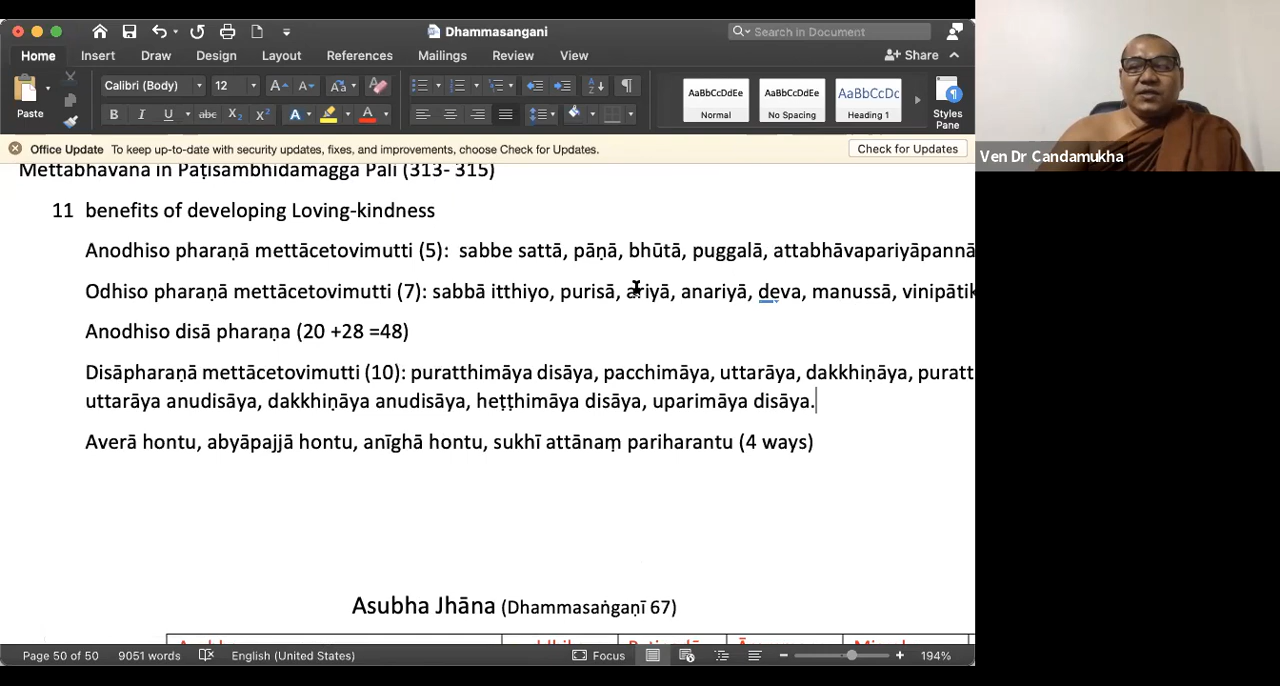 Dhammasangani
Search in Document
Home Insert Draw Design Layout References Mailings Review View
Share
Paste
Calibri (Body) 12
AaBbCcDdEe AaBbCcDdEe AaBbCcDc
Normal No Spacing Heading 1
Styles Pane
Office Update To keep up-to-date with security updates, fixes, and improvements, choose Check for Updates.
Check for Updates
Ven Dr Candamukha
Mettabhavana in Paṭisambhidamagga Pali (313- 315)
11 benefits of developing Loving-kindness
Anodhiso pharaṇā mettācetovimutti (5): sabbe sattā, pāṇā, bhūtā, puggalā, attabhāvapariyāpannā
Odhiso pharaṇā mettācetovimutti (7): sabbā itthiyo, purisā, ariyā, anariyā, deva, manussā, vinipātik
Anodhiso disā pharaṇa (20 +28 =48)
Disāpharaṇā mettācetovimutti (10): puratthimāya disāya, pacchimāya, uttarāya, dakkhiṇāya, puratt
uttarāya anudisāya, dakkhiṇāya anudisāya, heṭṭhimāya disāya, uparimāya disāya.
Averā hontu, abyāpajjā hontu, anīghā hontu, sukhī attānaṃ pariharantu (4 ways)
Asubha Jhāna (Dhammasaṅgaṇī 67)
Page 50 of 50 9051 words English (United States) Focus 194%